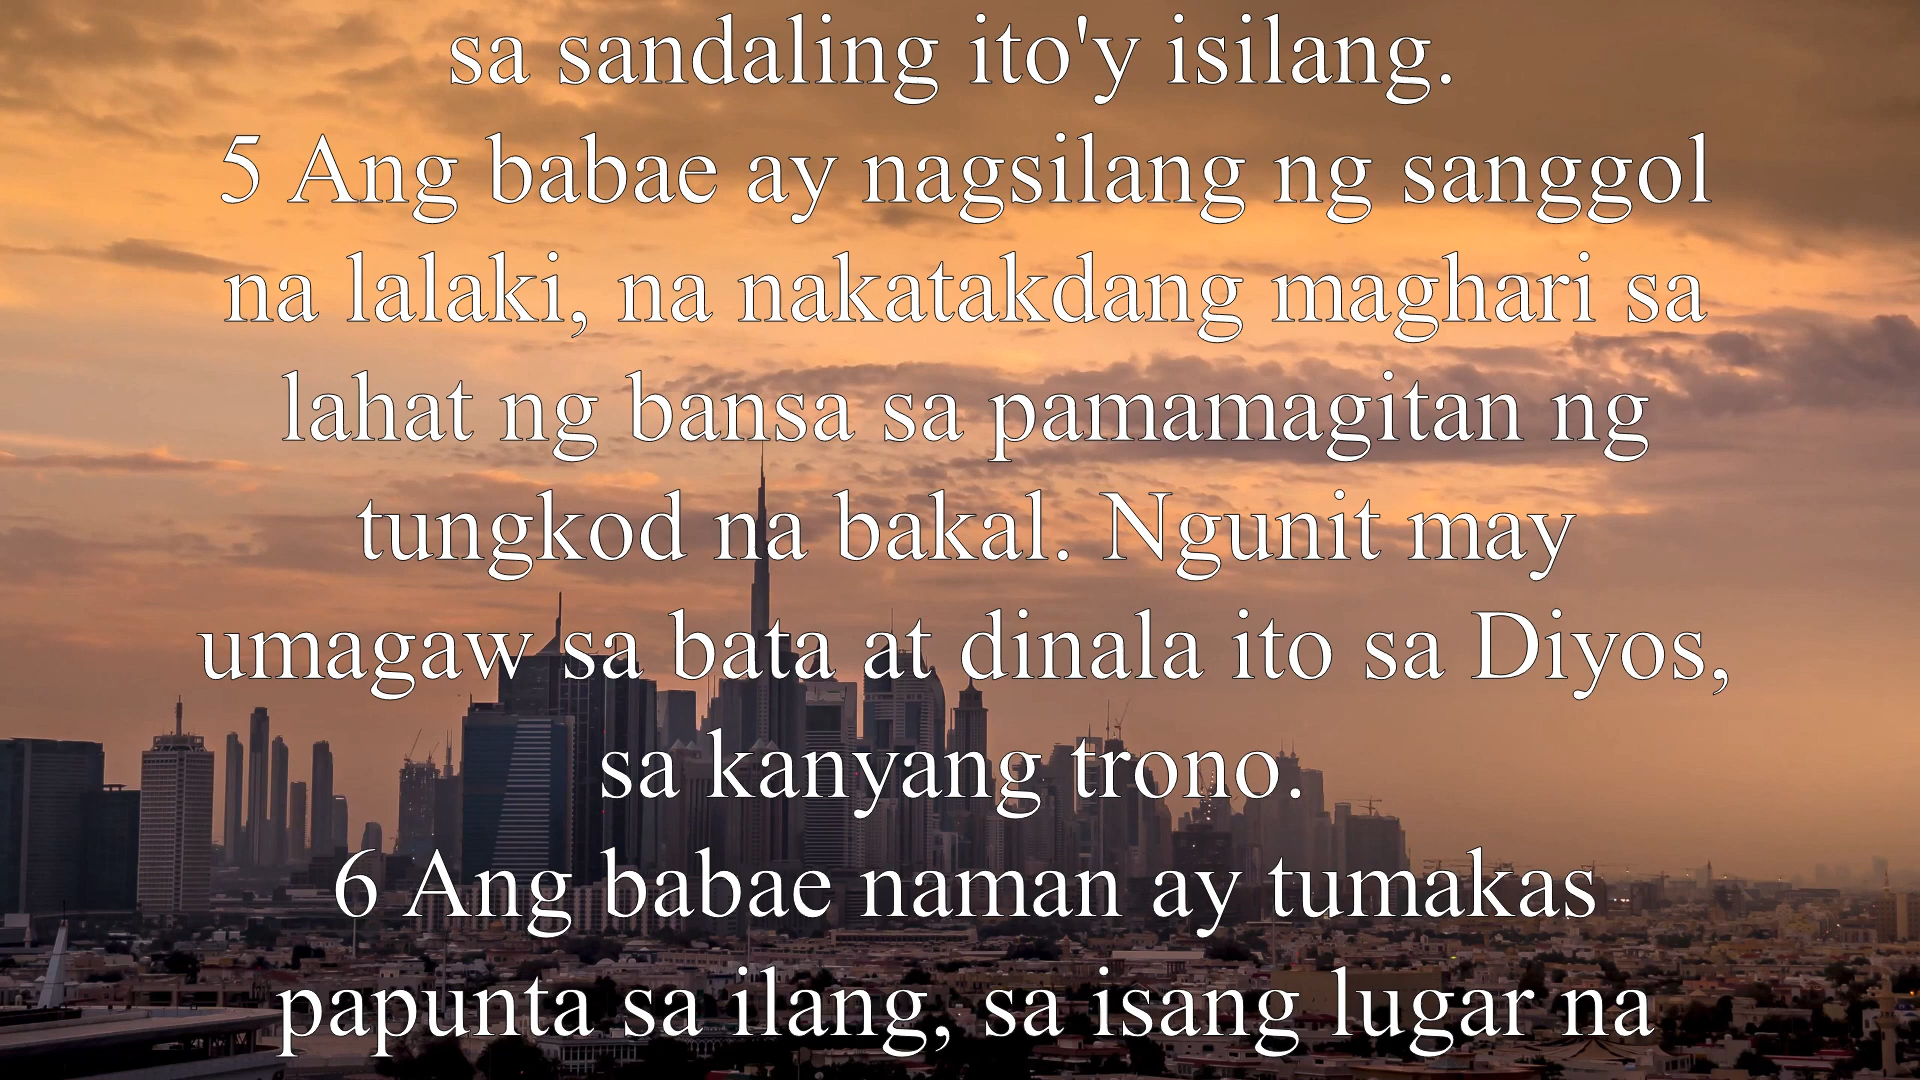 sa sandaling ito'y isilang.
5 Ang babae ay nagsilang ng sanggol
na lalaki, na nakatakdang maghari sa
lahat ng bansa sa pamamagitan ng
tungkod na bakal. Ngunit may
umagaw sa bata at dinala ito sa Diyos,
sa kanyang trono.
6 Ang babae naman ay tumakas
papunta sa ilang, sa isang lugar na